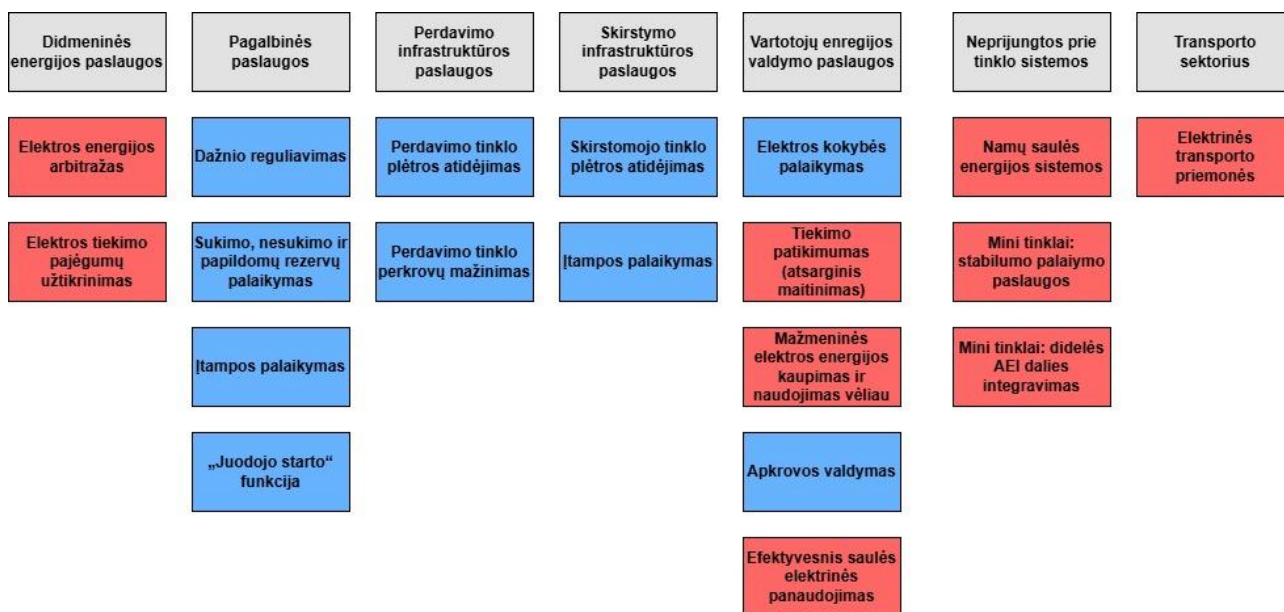 Didmeninės
energijos paslaugos
Pagalbinės
paslaugos
Perdavimo
infrastruktūros
paslaugos
Skirstymo
infrastruktūros
paslaugos
Vartotojų enregijos
valdymo paslaugos
Neprijungtos prie
tinklo sistemos
Transporto
sektorius
Elektros energijos
arbitražas
Dažnio reguliavimas
Perdavimo tinklo
plėtros atidėjimas
Skirstomojo tinklo
plėtros atidėjimas
Elektros kokybės
palaikymas
Namų saulės
energijos sistemos
Elektrinės
transporto
priemonės
Elektros tiekimo
pajėgumų
užtikrinimas
Sukimo, nesukimo ir
papildomų rezervų
palaikymas
Perdavimo tinklo
perkrovų mažinimas
Įtampos palaikymas
Tiekimo
patikimumas
(atsarginis
maitinimas)
Mini tinklai:
stabilumo palaiymo
paslaugos
Įtampos palaikymas
Mažmeninės
elektros energijos
kaupimas ir
naudojimas vėliau
Mini tinklai: didelės
AEI dalies
integravimas
„Juodojo starto“
funkcija
Apkrovos valdymas
Efektyvesnis saulės
elektrinės
panaudojimas